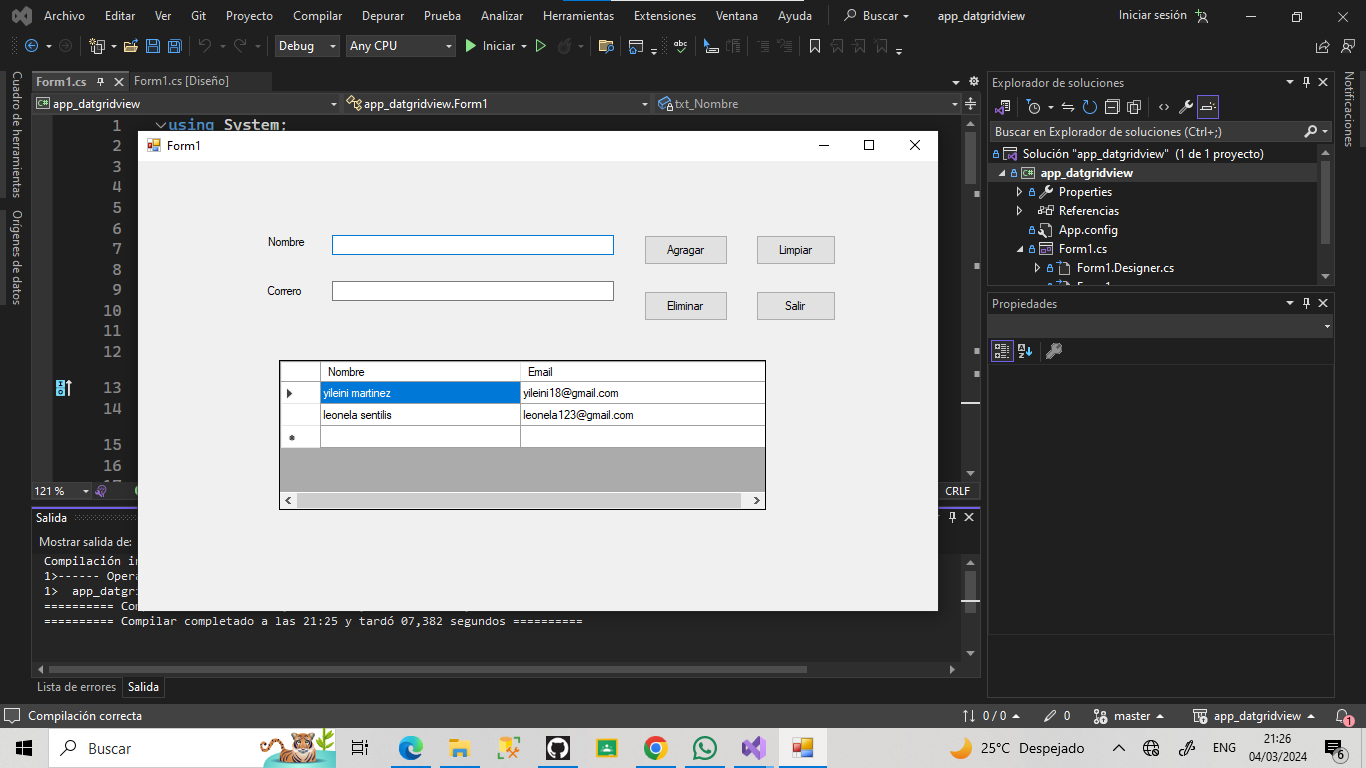 Archivo Editar Ver Git Proyecto Compilar Depurar Prueba Analizar Herramientas Extensiones Ventana Ayuda Buscar app_datgridview Iniciar sesión
Debug Any CPU Iniciar
Cuadro de herramientas
Orígenes de datos
Form1.cs Form1.cs [Diseño]
app_datgridview app_datgridview.Form1 txt_Nombre
1 using System;
2
3
4
5
6
7
8
9
10
11
12
13
14
15
16
Form1
Nombre
Agragar Limpiar
Correro
Eliminar Salir
Nombre Email
yileini martinez yileini18@gmail.com
leonela sentilis leonela123@gmail.com
121 % CRLF
Salida
Mostrar salida de:
Compilación in
1>------ Opera
1> app_datgri
========== Com
========== Compilar completado a las 21:25 y tardó 07,382 segundos ==========
Lista de errores Salida
Explorador de soluciones
Buscar en Explorador de soluciones (Ctrl+;)
Solución "app_datgridview" (1 de 1 proyecto)
app_datgridview
Properties
Referencias
App.config
Form1.cs
Form1.Designer.cs
Propiedades
Notificaciones
Compilación correcta 0 / 0 0 master app_datgridview 1
Buscar 25°C Despejado ENG 21:26
04/03/2024 6